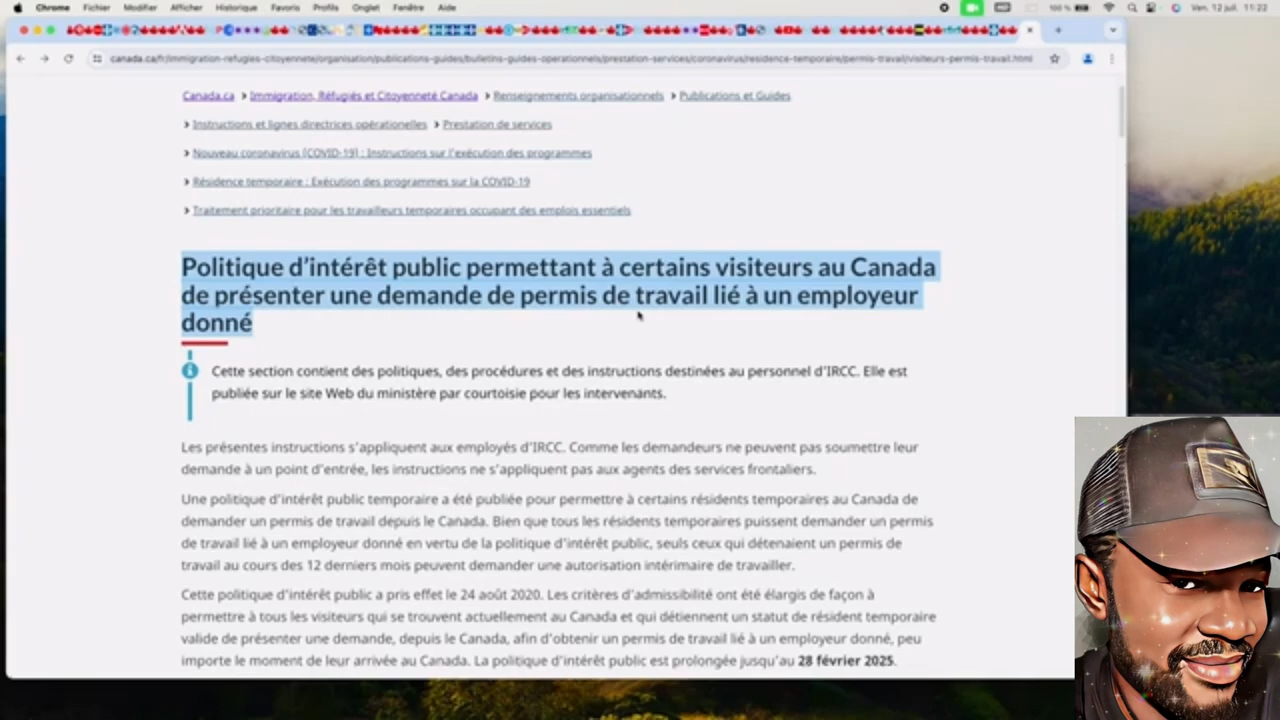 Chrome Fichier Modifier Afficher Historique Favoris Profils Onglet Fenêtre Aide
100 % Ven. 12 juil. 11:22
canada.ca/fr/immigration-refugies-citoyennete/organisation/publications-guides/bulletins-guides-operationnels/prestation-services/coronavirus/residence-temporaire/permis-travail/visiteurs-permis-travail.html
Canada.ca > Immigration, Réfugiés et Citoyenneté Canada > Renseignements organisationnels > Publications et Guides
> Instructions et lignes directrices opérationelles > Prestation de services
> Nouveau coronavirus (COVID-19) : Instructions sur l'exécution des programmes
> Résidence temporaire : Exécution des programmes sur la COVID-19
> Traitement prioritaire pour les travailleurs temporaires occupant des emplois essentiels
Politique d'intérêt public permettant à certains visiteurs au Canada
de présenter une demande de permis de travail lié à un employeur
donné
Cette section contient des politiques, des procédures et des instructions destinées au personnel d'IRCC. Elle est
publiée sur le site Web du ministère par courtoisie pour les intervenants.
Les présentes instructions s'appliquent aux employés d'IRCC. Comme les demandeurs ne peuvent pas soumettre leur
demande à un point d'entrée, les instructions ne s'appliquent pas aux agents des services frontaliers.
Une politique d'intérêt public temporaire a été publiée pour permettre à certains résidents temporaires au Canada de
demander un permis de travail depuis le Canada. Bien que tous les résidents temporaires puissent demander un permis
de travail lié à un employeur donné en vertu de la politique d'intérêt public, seuls ceux qui détenaient un permis de
travail au cours des 12 derniers mois peuvent demander une autorisation intérimaire de travailler.
Cette politique d'intérêt public a pris effet le 24 août 2020. Les critères d'admissibilité ont été élargis de façon à
permettre à tous les visiteurs qui se trouvent actuellement au Canada et qui détiennent un statut de résident temporaire
valide de présenter une demande, depuis le Canada, afin d'obtenir un permis de travail lié à un employeur donné, peu
importe le moment de leur arrivée au Canada. La politique d'intérêt public est prolongée jusqu'au 28 février 2025.